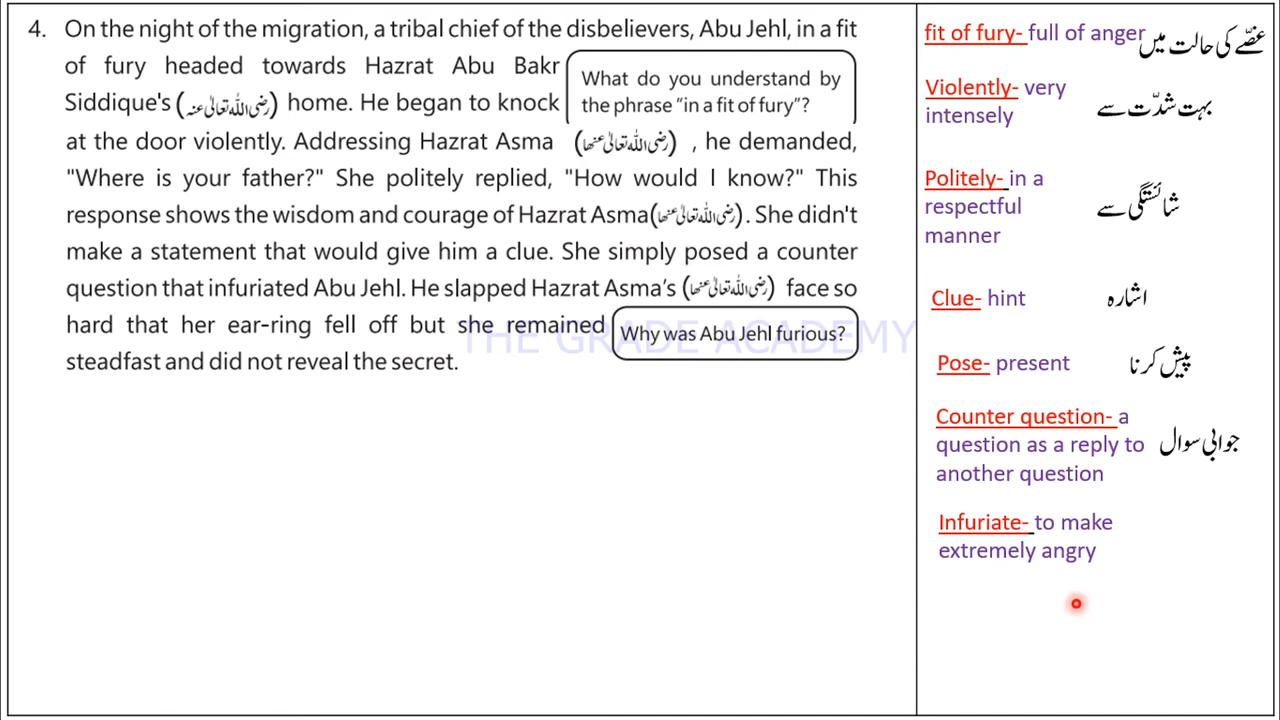 4. On the night of the migration, a tribal chief of the disbelievers, Abu Jehl, in a fit
of fury headed towards Hazrat Abu Bakr
Siddique's (رضی اللہ تعالیٰ عنہ) home. He began to knock
at the door violently. Addressing Hazrat Asma (رضی اللہ تعالیٰ عنھا) , he demanded,
"Where is your father?" She politely replied, "How would I know?" This
response shows the wisdom and courage of Hazrat Asma(رضی اللہ تعالیٰ عنھا). She didn't
make a statement that would give him a clue. She simply posed a counter
question that infuriated Abu Jehl. He slapped Hazrat Asma's (رضی اللہ تعالیٰ عنھا) face so
hard that her ear-ring fell off but she remained
steadfast and did not reveal the secret.
What do you understand by
the phrase "in a fit of fury"?
Why was Abu Jehl furious?
THE GRADE ACADEMY
fit of fury- full of anger غصّے کی حالت میں
Violently- very
intensely بہت شدّت سے
Politely- in a
respectful شائستگی سے
manner
Clue- hint اشارہ
Pose- present پیش کرنا
Counter question- a
question as a reply to جوابی سوال
another question
Infuriate- to make
extremely angry